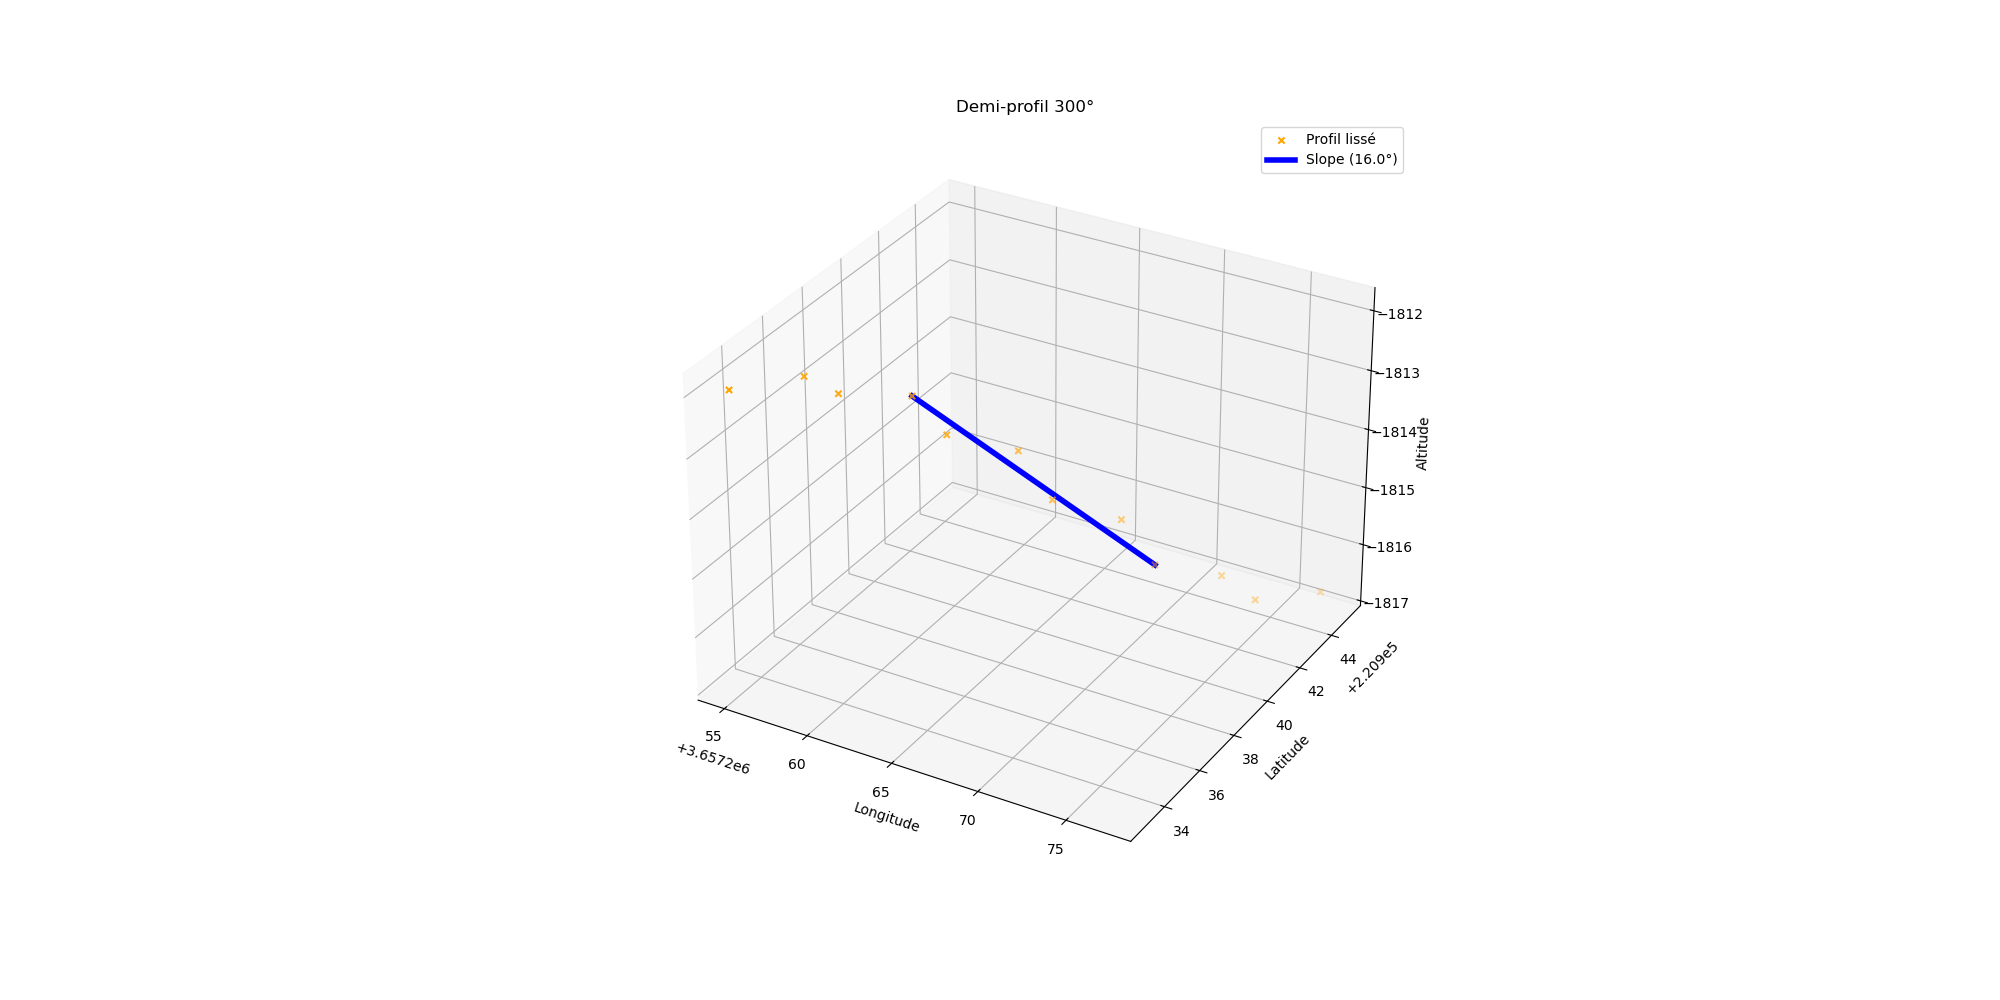 Demi-profil 300°
Profil lissé
Slope (16.0°)
−1812
−1813
−1814
−1815
−1816
−1817
Altitude
44
42
40
38
36
34
+2.209e5
Latitude
55
60
65
70
75
+3.6572e6
Longitude